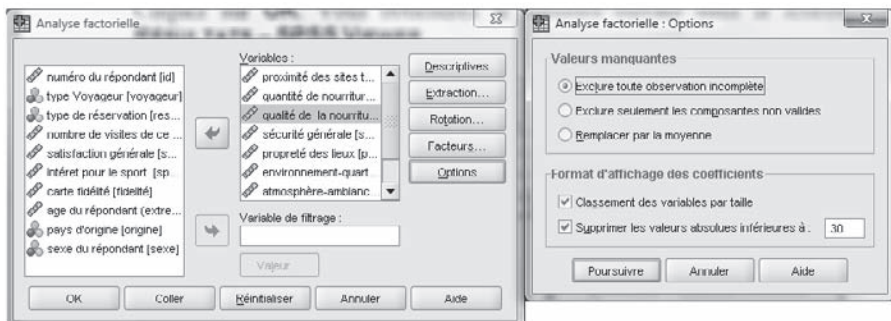 Analyse factorielle
numéro du répondant [id]
type Voyageur [voyageur]
type de réservation [res...
nombre de visites de ce ...
satisfaction générale [s...
intéret pour le sport [sp...
carte fidélité [fidelité]
age du répondant (extre...
pays d'origine [origine]
sexe du répondant [sexe]
Variables :
proximité des sites t...
quantité de nourritur...
qualité de la nourritu...
sécurité générale [s...
propreté des lieux [p...
environnement-quart...
atmosphère-ambianc...
Variable de filtrage :
Valeur
Descriptives
Extraction...
Rotation...
Facteurs...
Options
OK
Coller
Réinitialiser
Annuler
Aide
Analyse factorielle : Options
Valeurs manquantes
Exclure toute observation incomplète
Exclure seulement les composantes non valides
Remplacer par la moyenne
Format d'affichage des coefficients
Classement des variables par taille
Supprimer les valeurs absolues inférieures à : .30
Poursuivre
Annuler
Aide